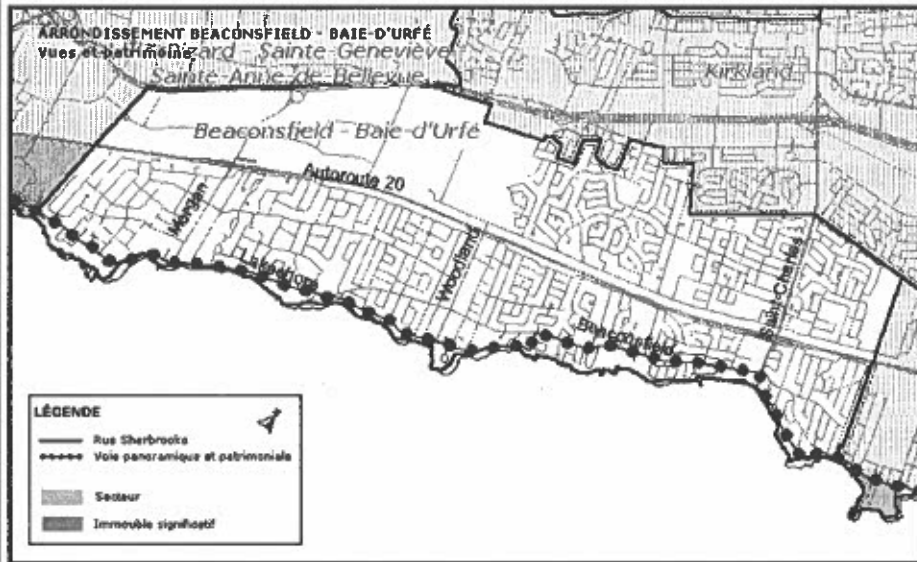 ARRONDISSEMENT BEACONSFIELD - BAIE-D'URFÉ
Vues et patrimoine
Bizard - Sainte Geneviève
Sainte Anne de Bellevue
Kirkland
Beaconsfield - Baie-d'Urfé
Autoroute 20
Morgan
Lakeshore
Woodland
Beaconsfield
Saint-Charles
LÉGENDE
Rue Sherbrooke
Voie panoramique et patrimoniale
Secteur
Immeuble significatif